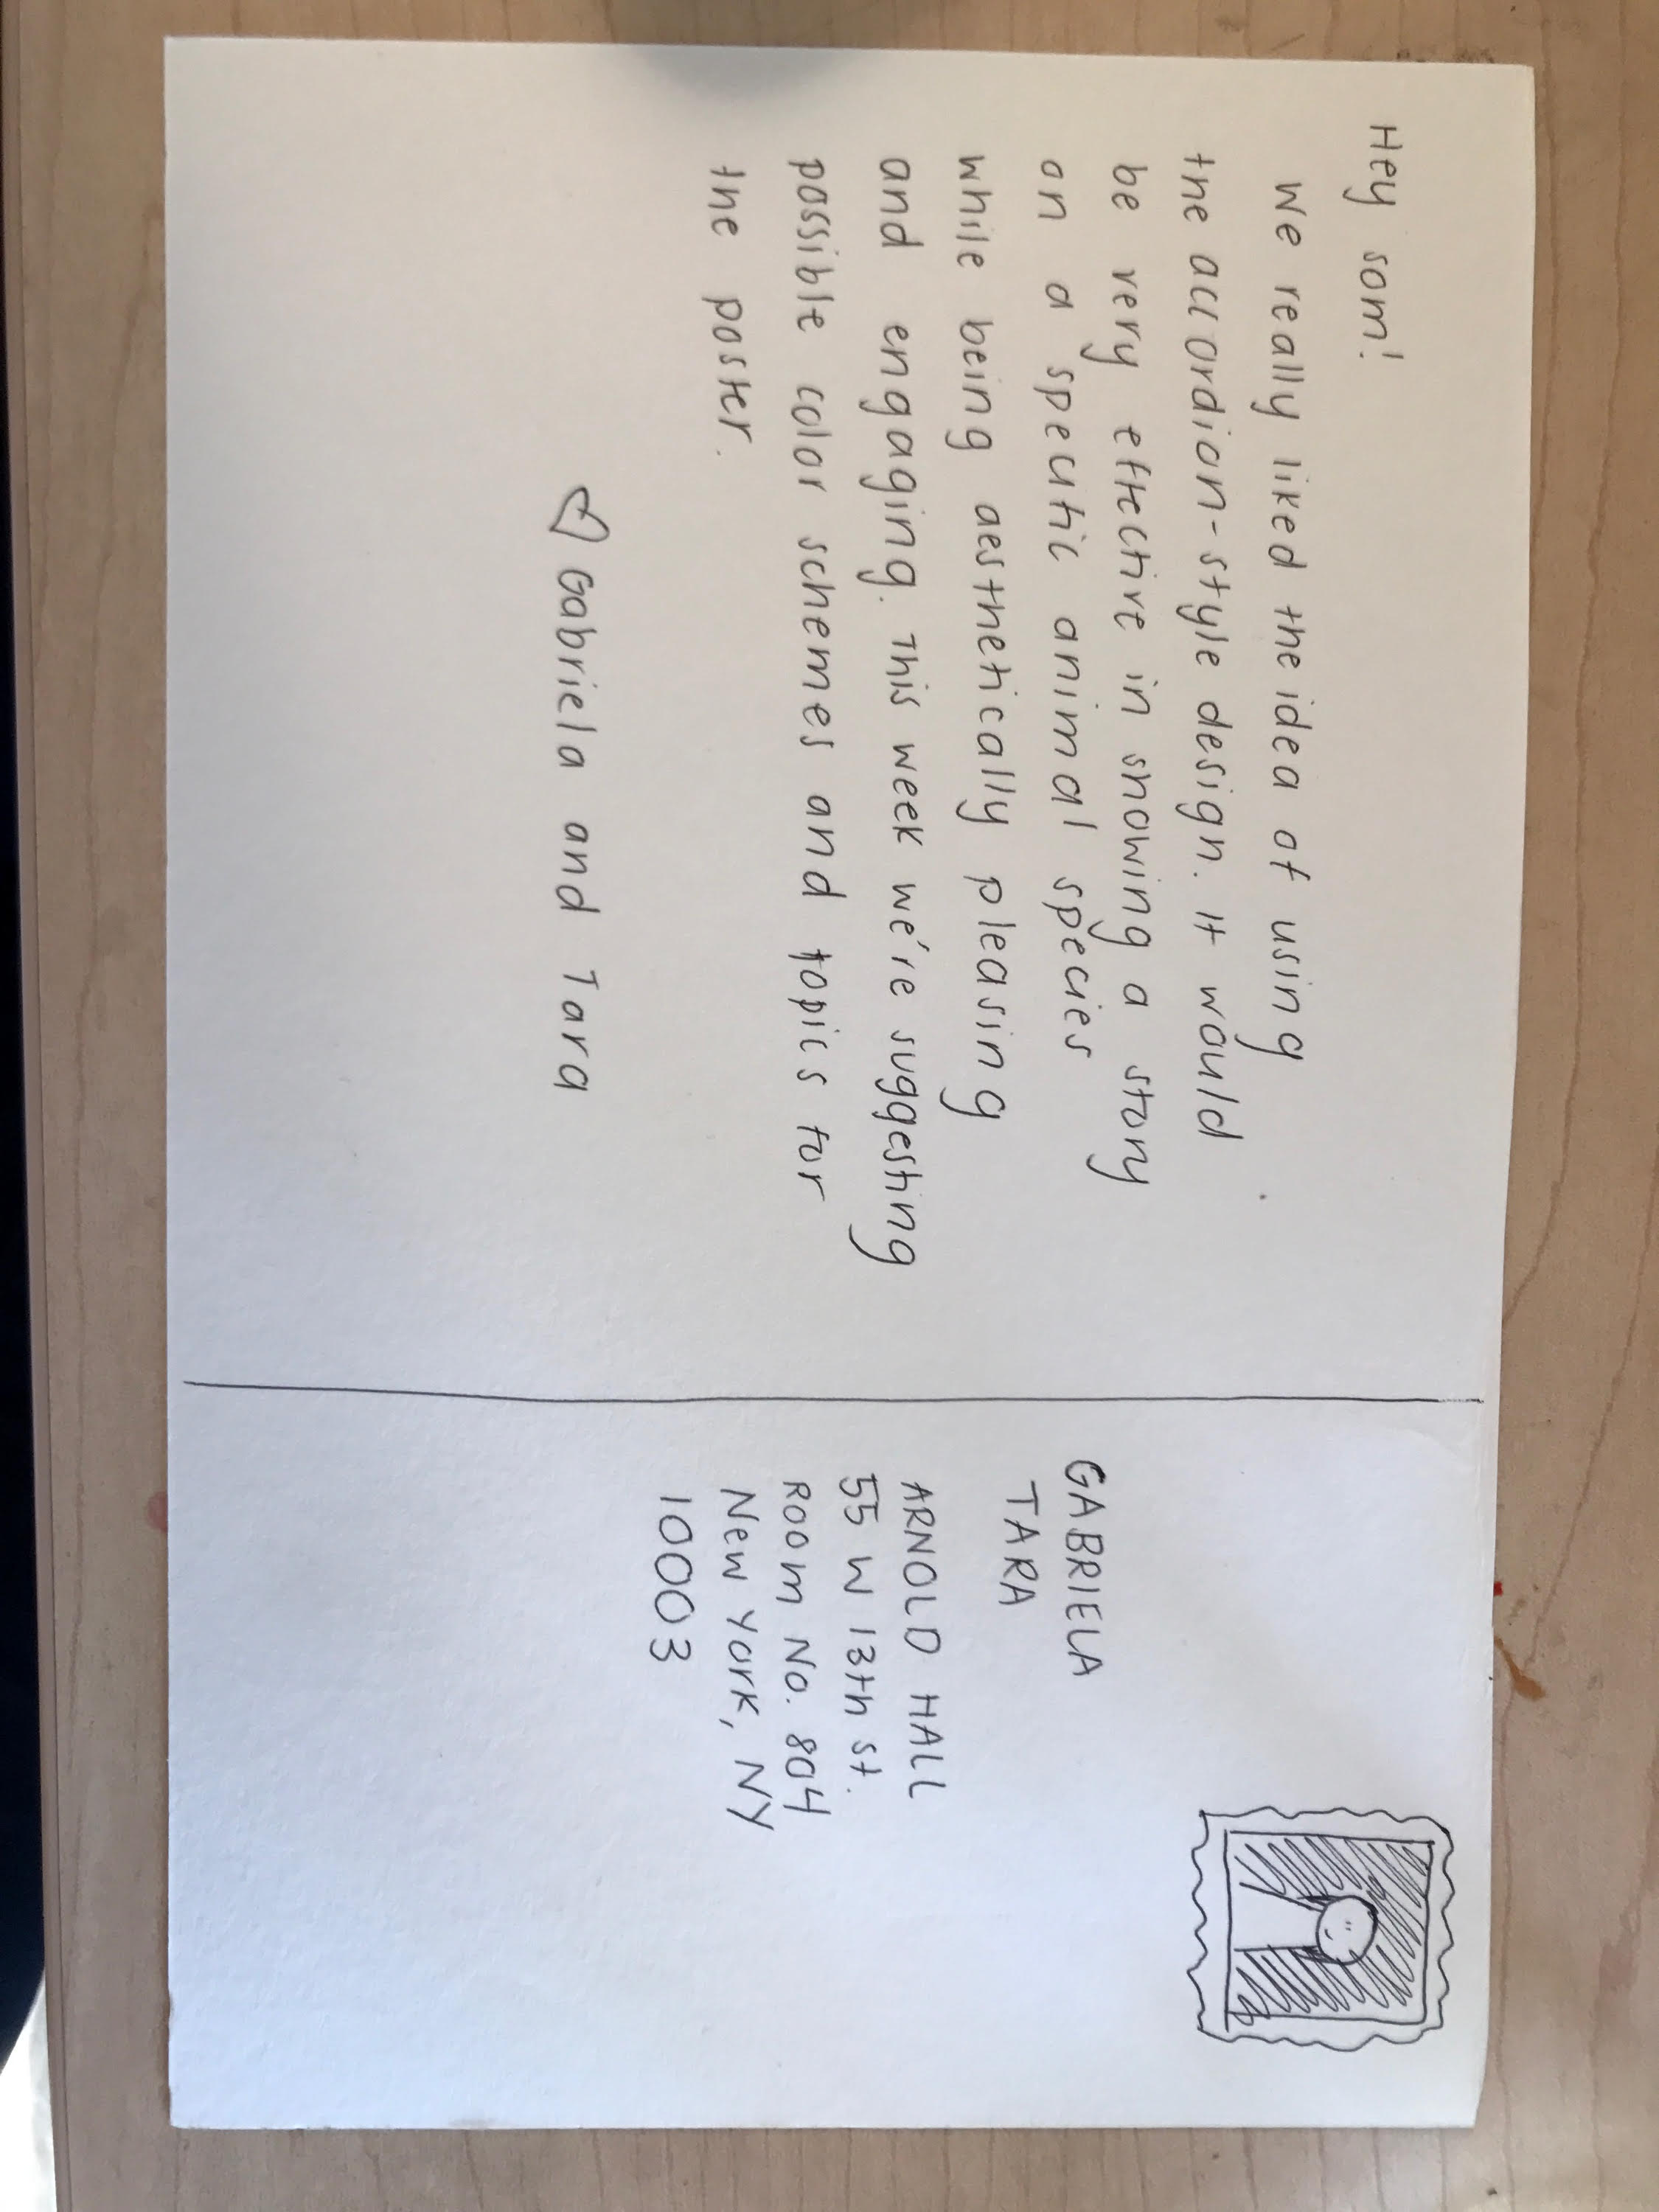 Hey som!
We really liked the idea of using
the accordion-style design. It would
be very effective in showing a story
on a specific animal species
while being aesthetically pleasing
and engaging. This week we're suggesting
possible color schemes and topics for
the poster.
♡ Gabriela and Tara
GABRIELA
TARA
ARNOLD HALL
55 W 13th st.
ROOM NO. 804
New York, NY
10003